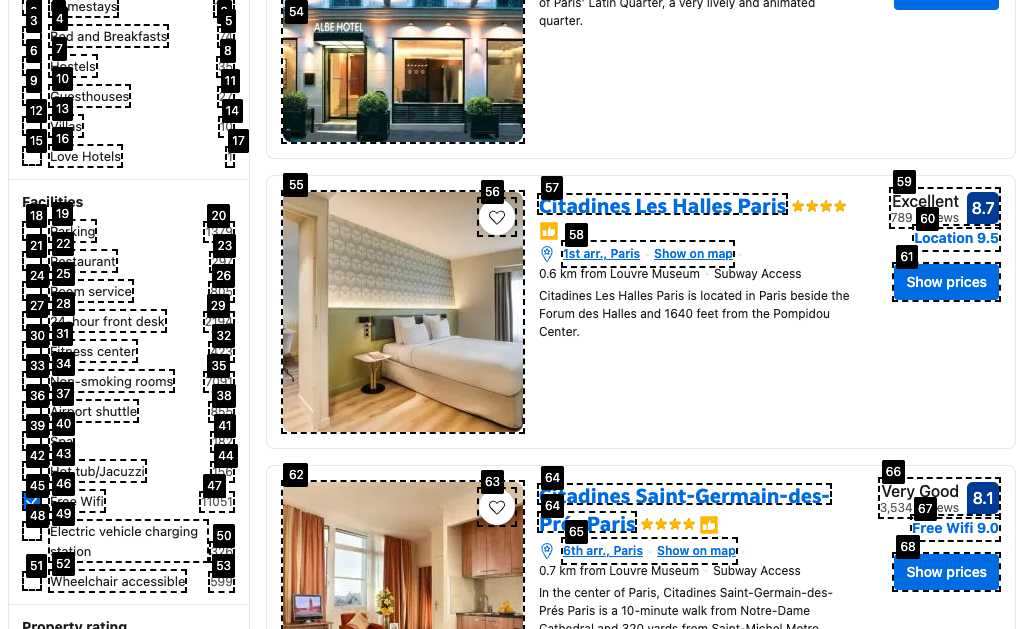 Bed and Breakfasts
Hostels
Guesthouses
Villas
Love Hotels
Facilities
Parking
Restaurant
Room service
24-hour front desk
Fitness center
Non-smoking rooms
Airport shuttle
855
Hot tub/Jacuzzi
Free Wifi
11051
Electric vehicle charging
station
Wheelchair accessible
599
Property rating
ALBE HOTEL
of Paris' Latin Quarter, a very lively and animated
quarter.
Citadines Les Halles Paris
1st arr., Paris Show on map
0.6 km from Louvre Museum · Subway Access
Citadines Les Halles Paris is located in Paris beside the
Forum des Halles and 1640 feet from the Pompidou
Center.
Excellent
789
8.7
Location 9.5
Show prices
Citadines Saint-Germain-des-
Prés Paris
6th arr., Paris · Show on map
0.7 km from Louvre Museum · Subway Access
In the center of Paris, Citadines Saint-Germain-des-
Prés Paris is a 10-minute walk from Notre-Dame
Cathedral and 320 yards from Saint-Michel Metro
Very Good
3,534
8.1
Free Wifi 9.0
Show prices
3
4
5
6
7
8
9
10
11
12
13
14
15
16
17
18
19
20
21
22
23
24
25
26
27
28
29
30
31
32
33
34
35
36
37
38
39
40
41
42
43
44
45
46
47
48
49
50
51
52
53
54
55
56
57
58
59
60
61
62
63
64
64
65
66
67
68